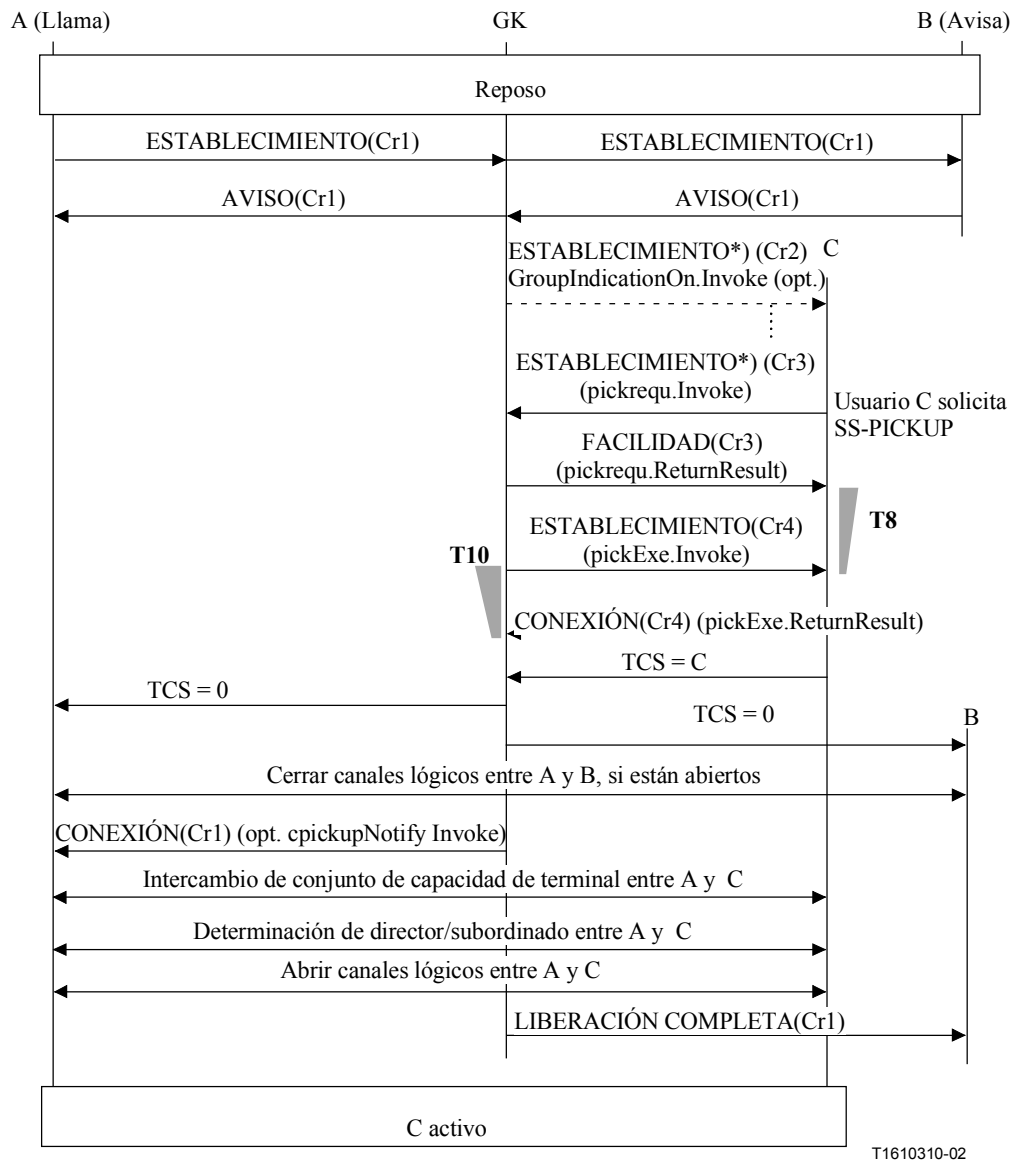 A (Llama)
GK
B (Avisa)
Reposo
ESTABLECIMIENTO(Cr1)
ESTABLECIMIENTO(Cr1)
AVISO(Cr1)
AVISO(Cr1)
ESTABLECIMIENTO*) (Cr2)
C
GroupIndicationOn.Invoke (opt.)
ESTABLECIMIENTO*) (Cr3)
(pickrequ.Invoke)
Usuario C solicita
SS-PICKUP
FACILIDAD(Cr3)
(pickrequ.ReturnResult)
T8
ESTABLECIMIENTO(Cr4)
(pickExe.Invoke)
T10
CONEXIÓN(Cr4) (pickExe.ReturnResult)
TCS = C
TCS = 0
TCS = 0
B
Cerrar canales lógicos entre A y B, si están abiertos
CONEXIÓN(Cr1) (opt. cpickupNotify Invoke)
Intercambio de conjunto de capacidad de terminal entre A y  C
Determinación de director/subordinado entre A y  C
Abrir canales lógicos entre A y C
LIBERACIÓN COMPLETA(Cr1)
C activo
T1610310-02